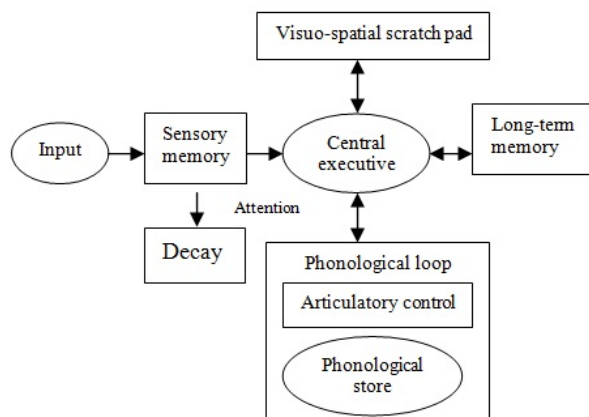 Visuo-spatial scratch pad
Input
Sensory
memory
Central
executive
Long-term
memory
Attention
Decay
Phonological loop
Articulatory control
Phonological
store